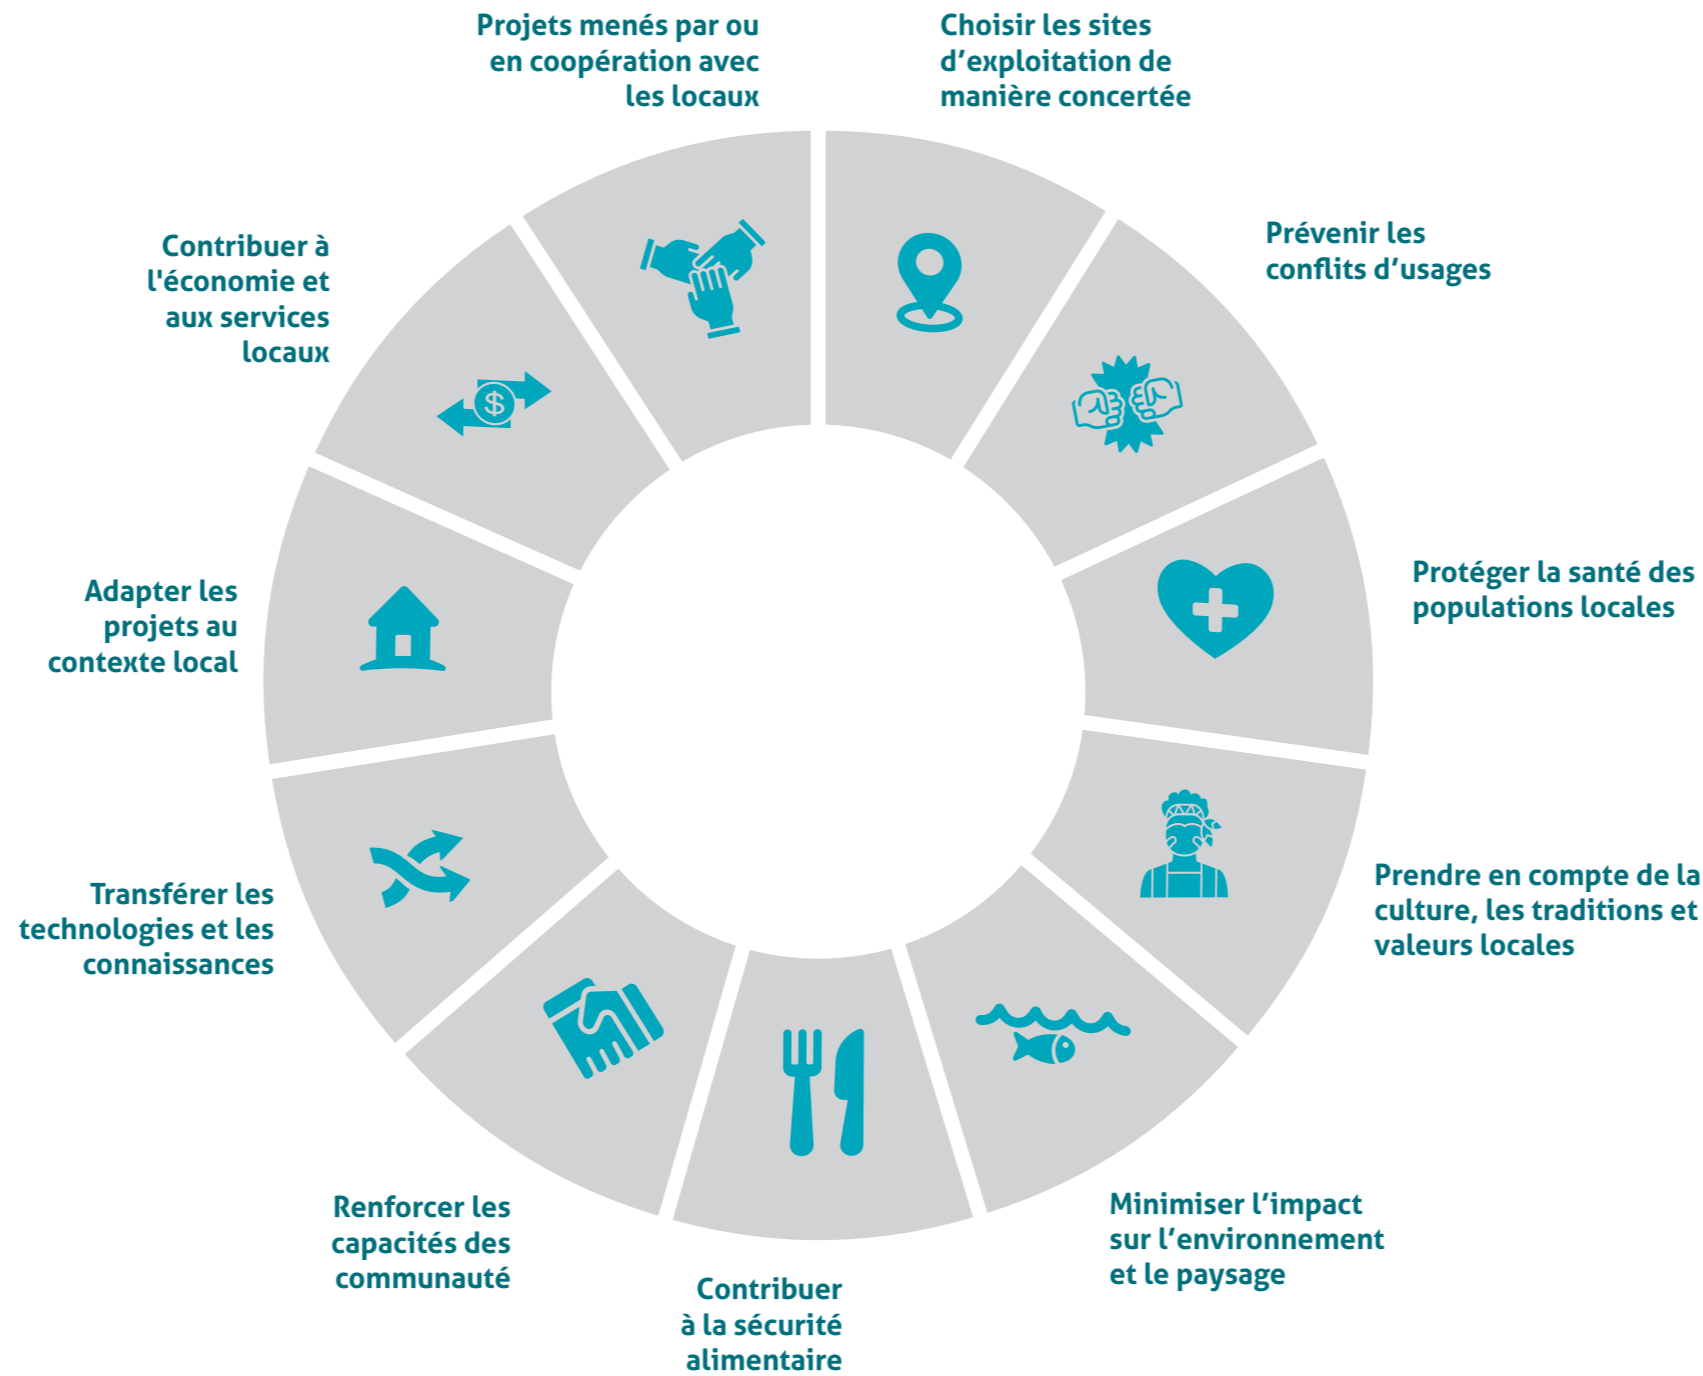 Projets menés par ou
en coopération avec
les locaux
Choisir les sites
d’exploitation de
manière concertée
Prévenir les
conflits d’usages
Protéger la santé des
populations locales
Prendre en compte de la
culture, les traditions et
valeurs locales
Minimiser l’impact
sur l’environnement
et le paysage
Contribuer
à la sécurité
alimentaire
Renforcer les
capacités des
communauté
Transférer les
technologies et les
connaissances
Adapter les
projets au
contexte local
Contribuer à
l'économie et
aux services
locaux
$